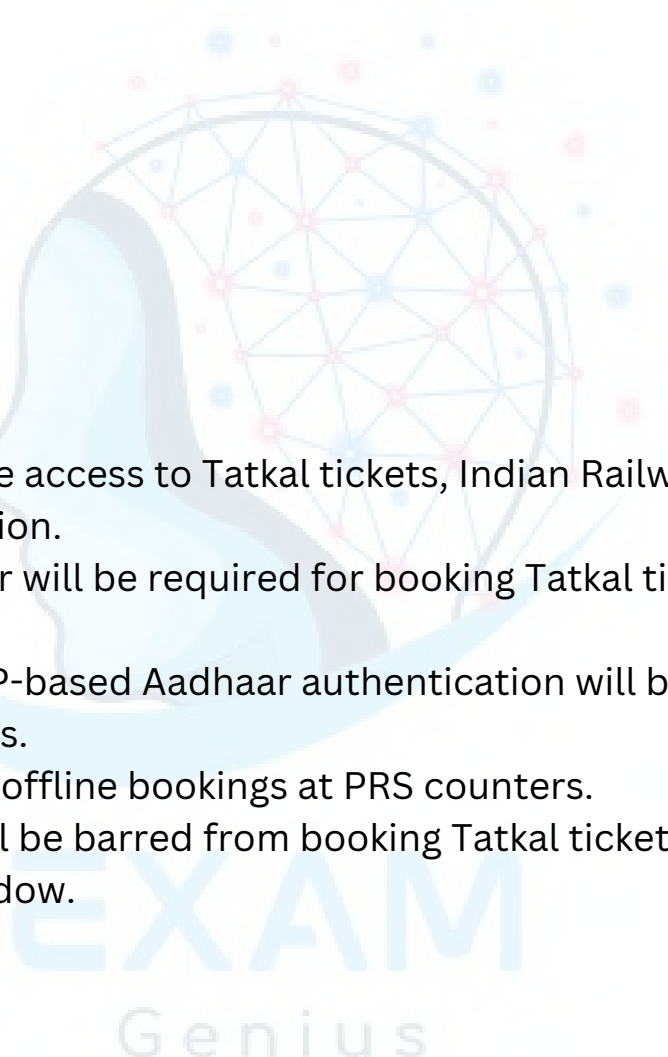 e access to Tatkal tickets, Indian Railw
ion.
r will be required for booking Tatkal ti
P-based Aadhaar authentication will b
s.
offline bookings at PRS counters.
l be barred from booking Tatkal ticket
dow.
EXAM
Genius